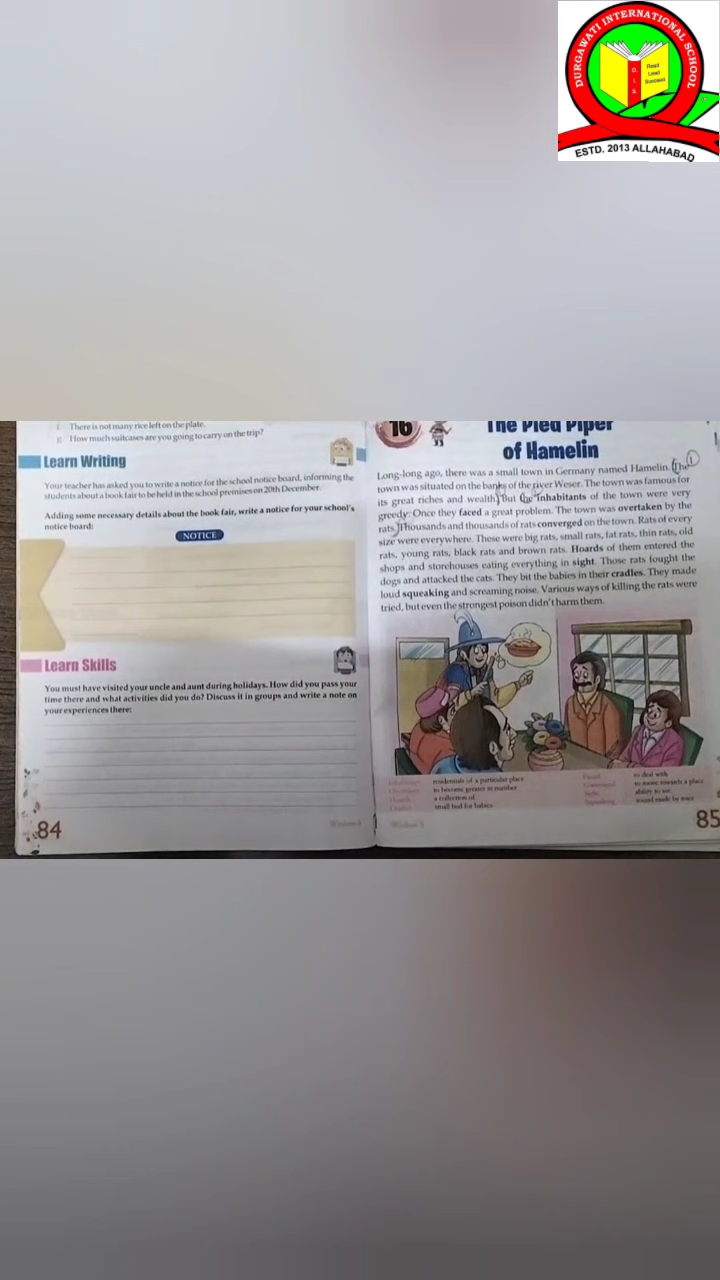 DURGAWATI INTERNATIONAL SCHOOL
D. I. S.
Read
Lead
Succeed
ESTD. 2013 ALLAHABAD
f. There is not many rice left on the plate.
g. How much suitcases are you going to carry on the trip?
Learn Writing
Your teacher has asked you to write a notice for the school notice board, informing the
students about a book fair to be held in the school premises on 20th December.
Adding some necessary details about the book fair, write a notice for your school's
notice board:
NOTICE
Learn Skills
You must have visited your uncle and aunt during holidays. How did you pass your
time there and what activities did you do? Discuss it in groups and write a note on
your experiences there:
84
16
The Pied Piper
of Hamelin
Long-long ago, there was a small town in Germany named Hamelin. The
town was situated on the banks of the river Weser. The town was famous for
its great riches and wealth. But the inhabitants of the town were very
greedy. Once they faced a great problem. The town was overtaken by the
rats. Thousands and thousands of rats converged on the town. Rats of every
size were everywhere. These were big rats, small rats, fat rats, thin rats, old
rats, young rats, black rats and brown rats. Hoards of them entered the
shops and storehouses eating everything in sight. Those rats fought the
dogs and attacked the cats. They bit the babies in their cradles. They made
loud squeaking and screaming noise. Various ways of killing the rats were
tried, but even the strongest poison didn't harm them.
residentials of a particular place
to become greater in number
a collection of
small bed for babies
Faced to deal with
Converged to move towards a place
Sight ability to see
Squeaking sound made by mice
85